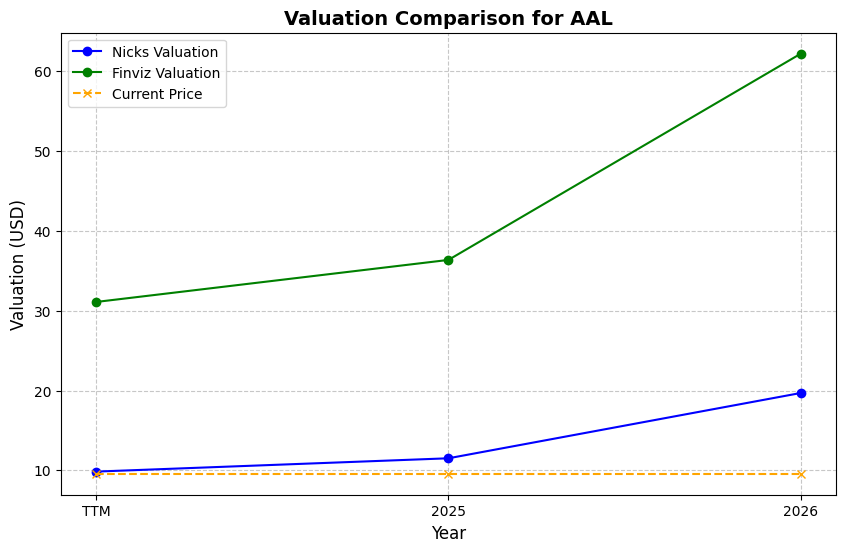 Valuation Comparison for AAL
Nicks Valuation
Finviz Valuation
Current Price
Valuation (USD)
60
50
40
30
20
10
TTM
2025
2026
Year